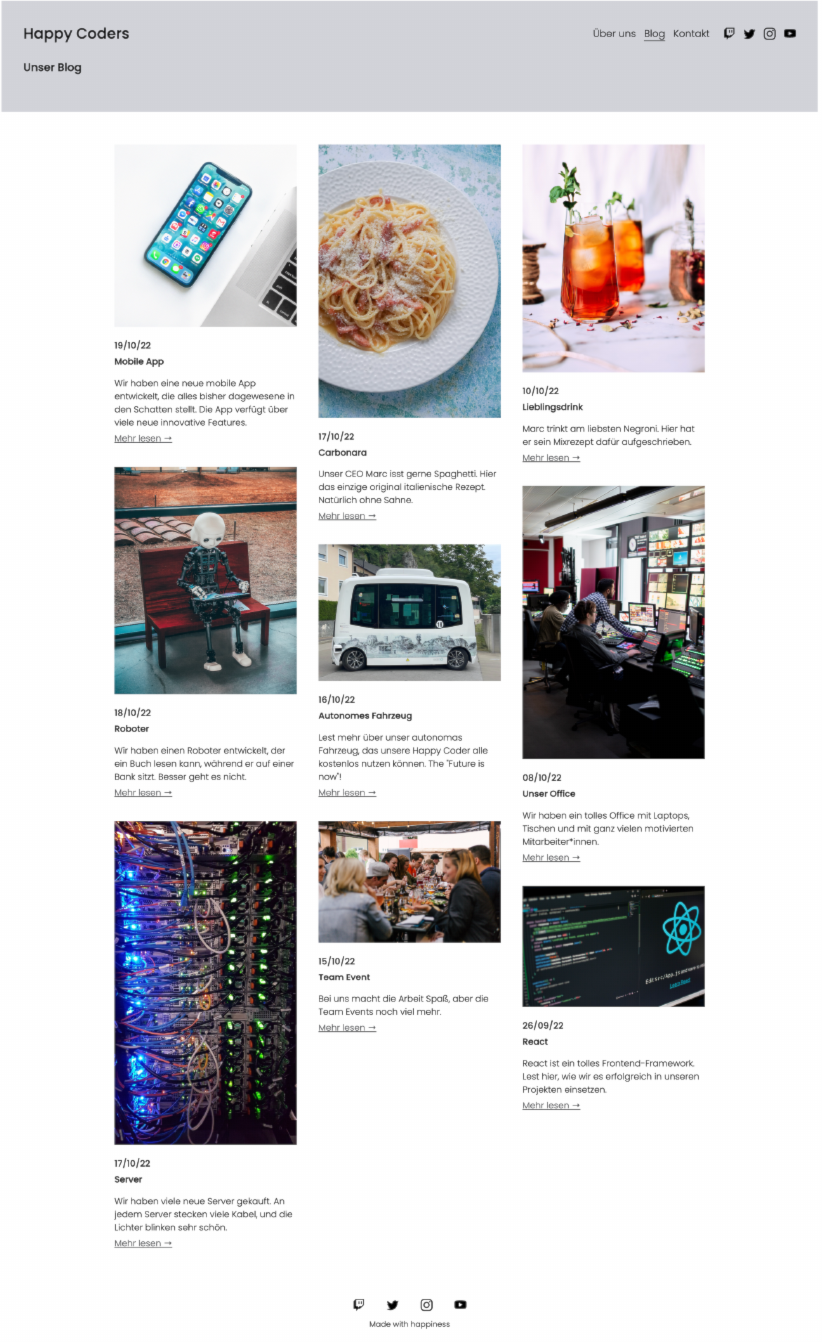 Happy Coders
Über uns Blog Kontakt
Unser Blog
19/10/22
Mobile App
Wir haben eine neue mobile App
entwickelt, die alles bisher dagewesene in
den Schatten stellt. Die App verfügt über
viele neue innovative Features.
Mehr lesen →
18/10/22
Roboter
Wir haben einen Roboter entwickelt, der
ein Buch lesen kann, während er auf einer
Bank sitzt. Besser geht es nicht.
Mehr lesen →
17/10/22
Server
Wir haben viele neue Server gekauft. An
jedem Server stecken viele Kabel, und die
Lichter blinken sehr schön.
Mehr lesen →
17/10/22
Carbonara
Unser CEO Marc isst gerne Spaghetti. Hier
das einzige original italienische Rezept.
Natürlich ohne Sahne.
Mehr lesen →
16/10/22
Autonomes Fahrzeug
Lest mehr über unser autonomas
Fahrzeug, das unsere Happy Coder alle
kostenlos nutzen können. The "Future is
now"!
Mehr lesen →
15/10/22
Team Event
Bei uns macht die Arbeit Spaß, aber die
Team Events noch viel mehr.
Mehr lesen →
10/10/22
Lieblingsdrink
Marc trinkt am liebsten Negroni. Hier hat
er sein Mixrezept dafür aufgeschrieben.
Mehr lesen →
08/10/22
Unser Office
Wir haben ein tolles Office mit Laptops,
Tischen und mit ganz vielen motivierten
Mitarbeiter*innen.
Mehr lesen →
26/09/22
React
React ist ein tolles Frontend-Framework.
Lest hier, wie wir es erfolgreich in unseren
Projekten einsetzen.
Mehr lesen →
Made with happiness